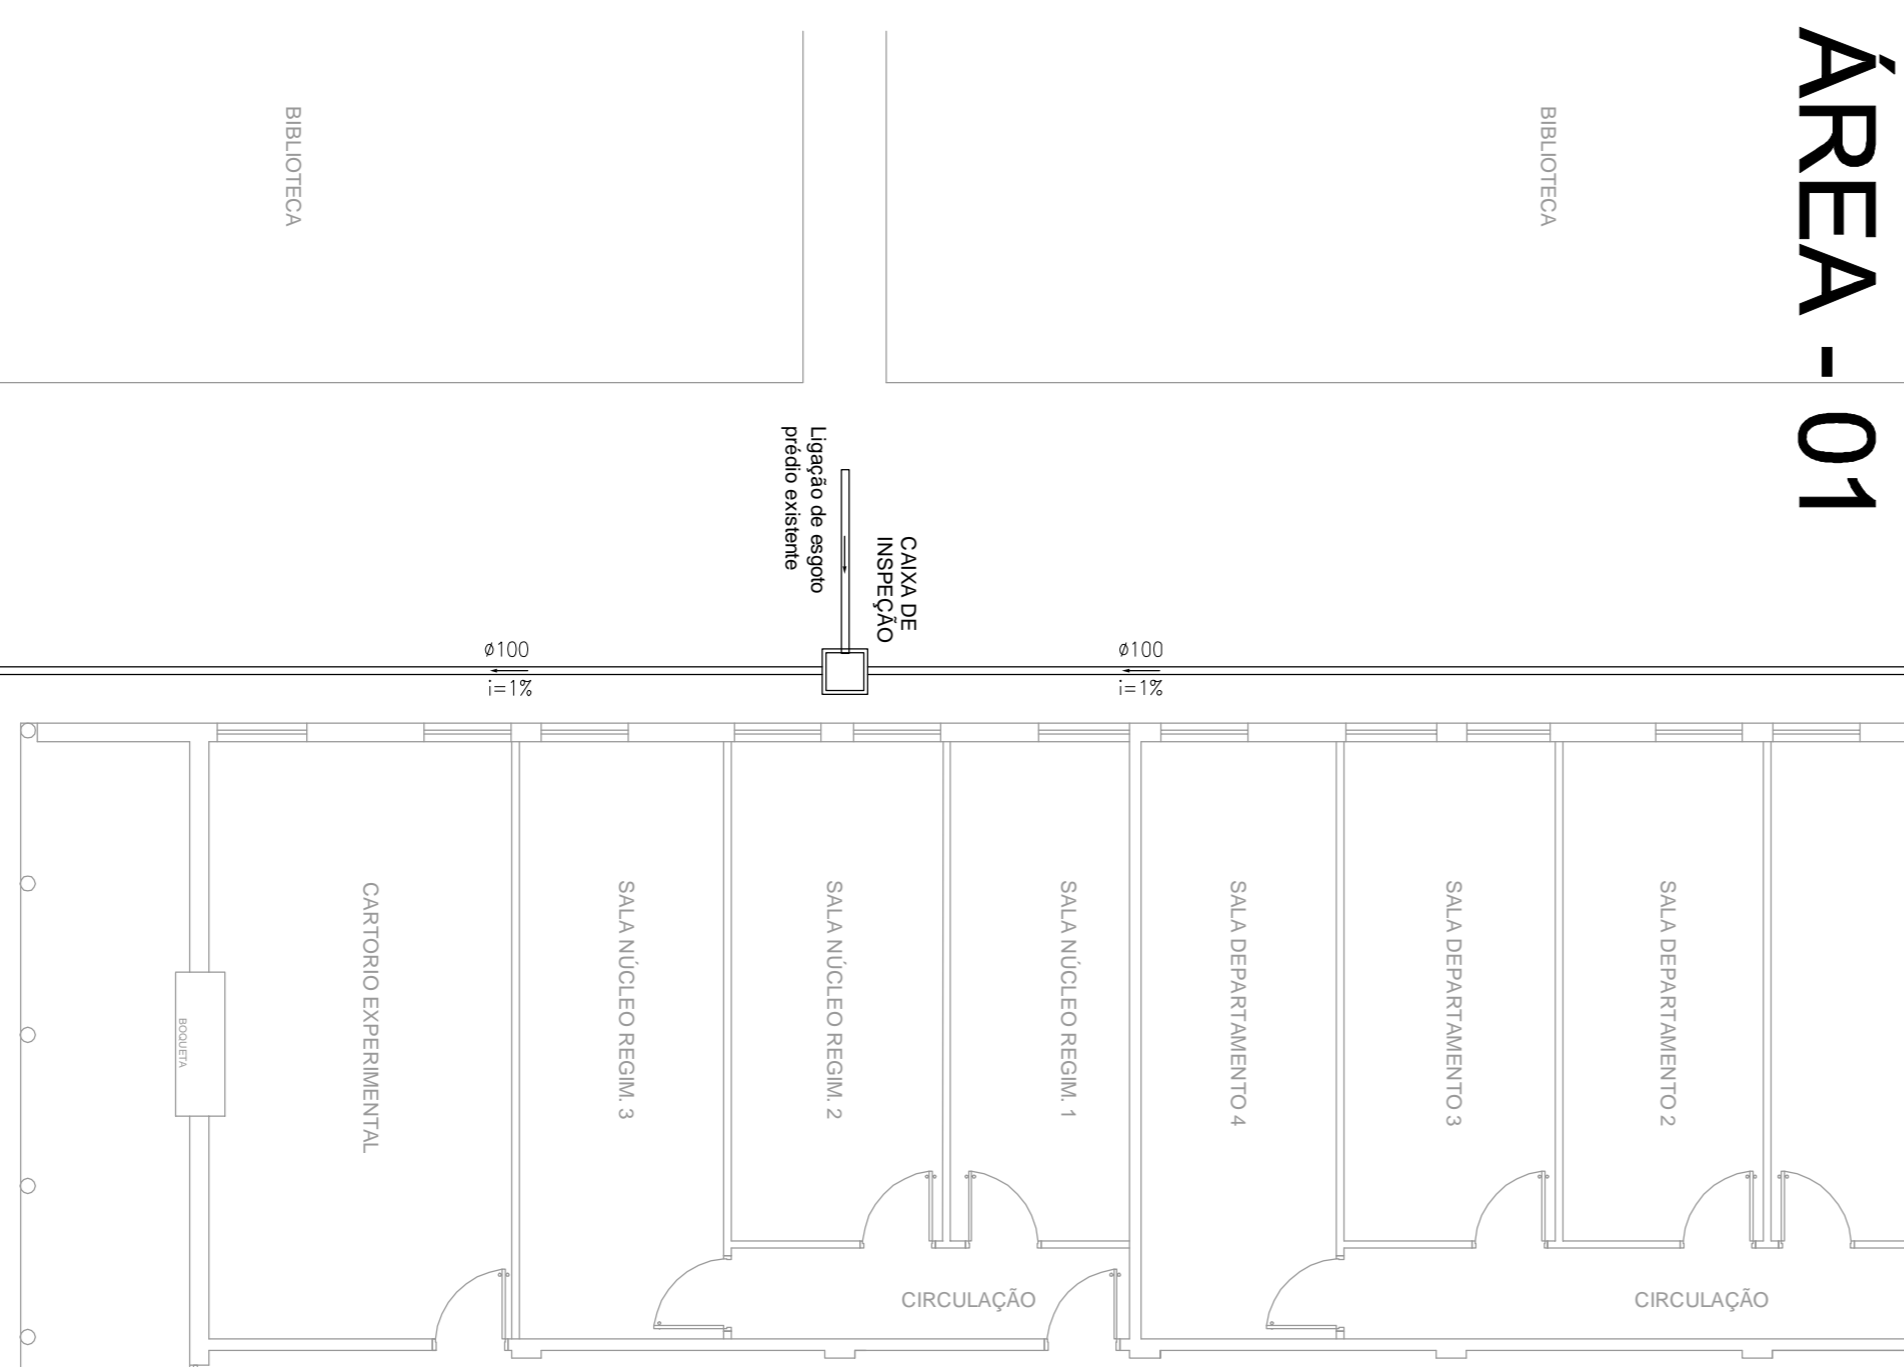 ÁREA - 01
BIBLIOTECA
BIBLIOTECA
Ligação de esgoto
prédio existente
CAIXA DE
INSPEÇÃO
ø100
i=1%
ø100
i=1%
CARTORIO EXPERIMENTAL
SALA NÚCLEO REGIM. 3
SALA NÚCLEO REGIM. 2
SALA NÚCLEO REGIM. 1
SALA DEPARTAMENTO 4
SALA DEPARTAMENTO 3
SALA DEPARTAMENTO 2
BOQUETA
CIRCULAÇÃO
CIRCULAÇÃO